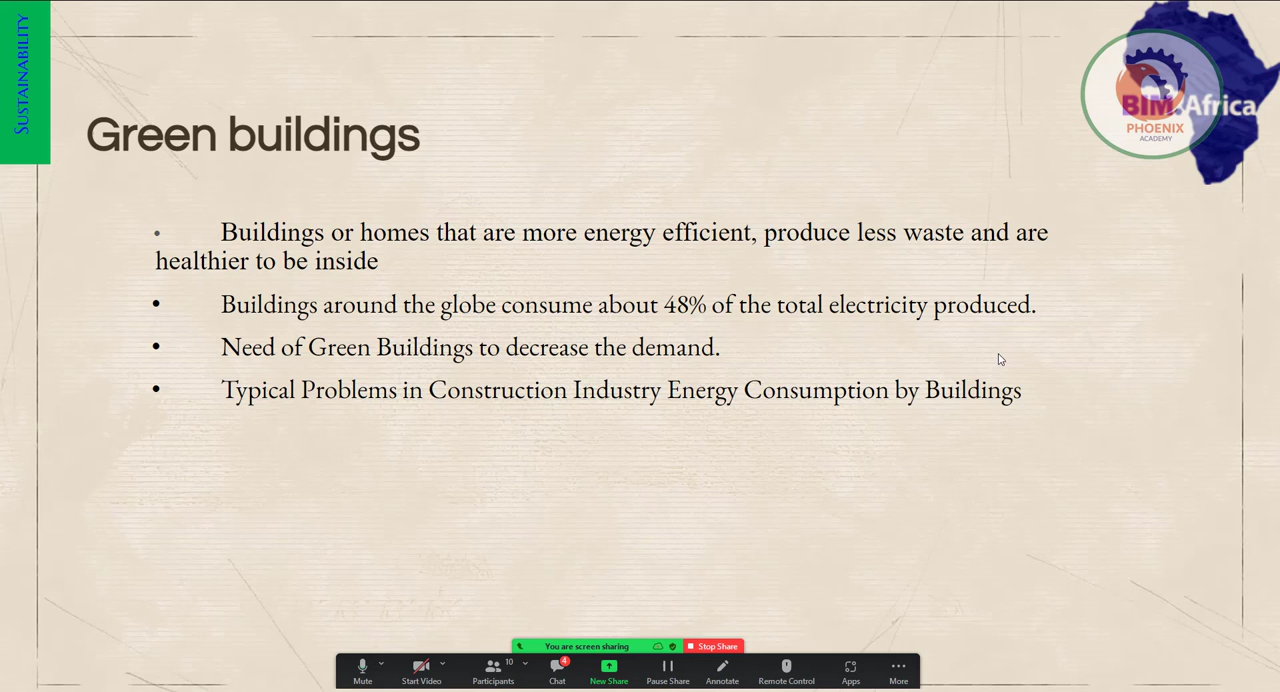 SUSTAINABILITY
BIM Africa
PHOENIX
ACADEMY
Green buildings
• Buildings or homes that are more energy efficient, produce less waste and are
healthier to be inside
• Buildings around the globe consume about 48% of the total electricity produced.
• Need of Green Buildings to decrease the demand.
• Typical Problems in Construction Industry Energy Consumption by Buildings
You are screen sharing
Stop Share
10
4
Mute
Start Video
Participants
Chat
New Share
Pause Share
Annotate
Remote Control
Apps
More